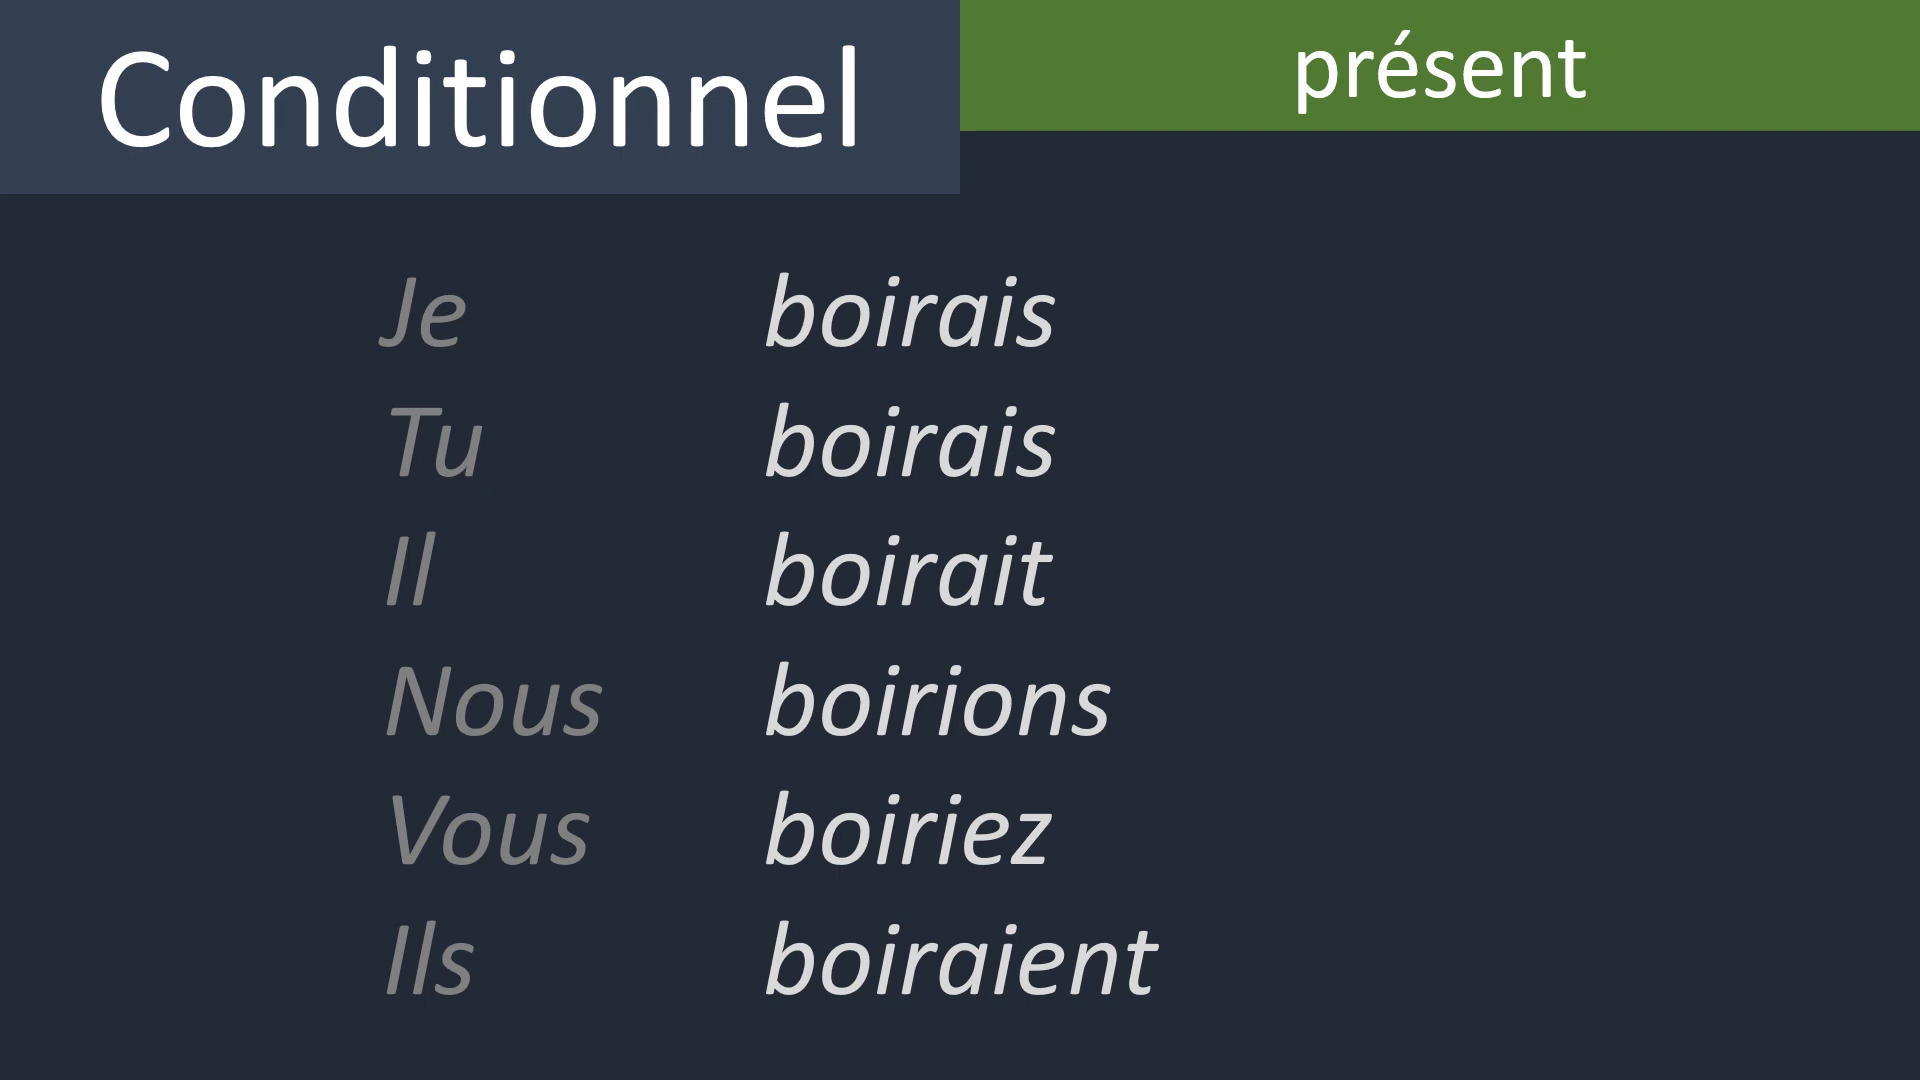 Conditionnel
présent
Je boirais
Tu boirais
Il boirait
Nous boirions
Vous boiriez
Ils boiraient